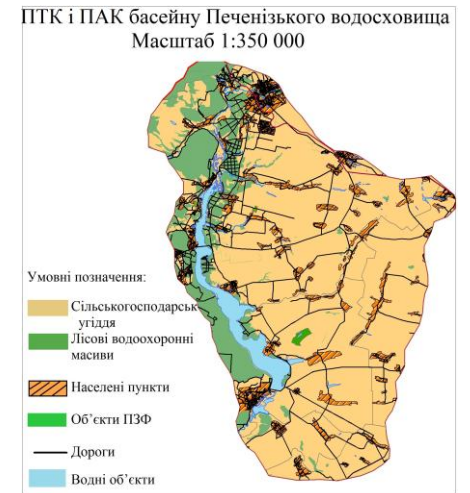 ПТК і ПАК басейну Печенізького водосховища
Масштаб 1:350 000
Умовні позначення:
Сільськогосподарськ
угіддя
Лісові водоохоронні
масиви
Населені пункти
Об’єкти ПЗФ
Дороги
Водні об’єкти